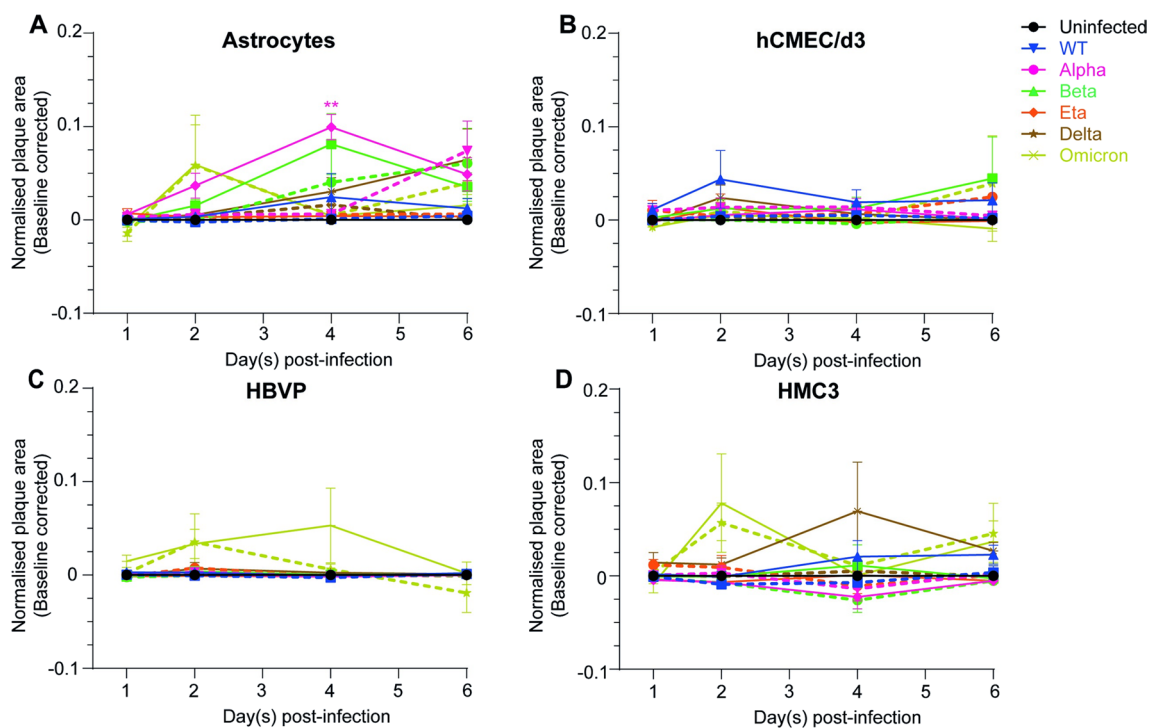 A
Astrocytes
0.2
0.1
0
-0.1
Normalised plaque area
(Baseline corrected)
**
1 2 3 4 5 6
Day(s) post-infection
B
hCMEC/d3
0.2
0.1
0
-0.1
Normalised plaque area
(Baseline corrected)
1 2 3 4 5 6
Day(s) post-infection
Uninfected
WT
Alpha
Beta
Eta
Delta
Omicron
C
HBVP
0.2
0.1
0
-0.1
Normalised plaque area
(Baseline corrected)
1 2 3 4 5 6
Day(s) post-infection
D
HMC3
0.2
0.1
0
-0.1
Normalised plaque area
(Baseline corrected)
1 2 3 4 5 6
Day(s) post-infection